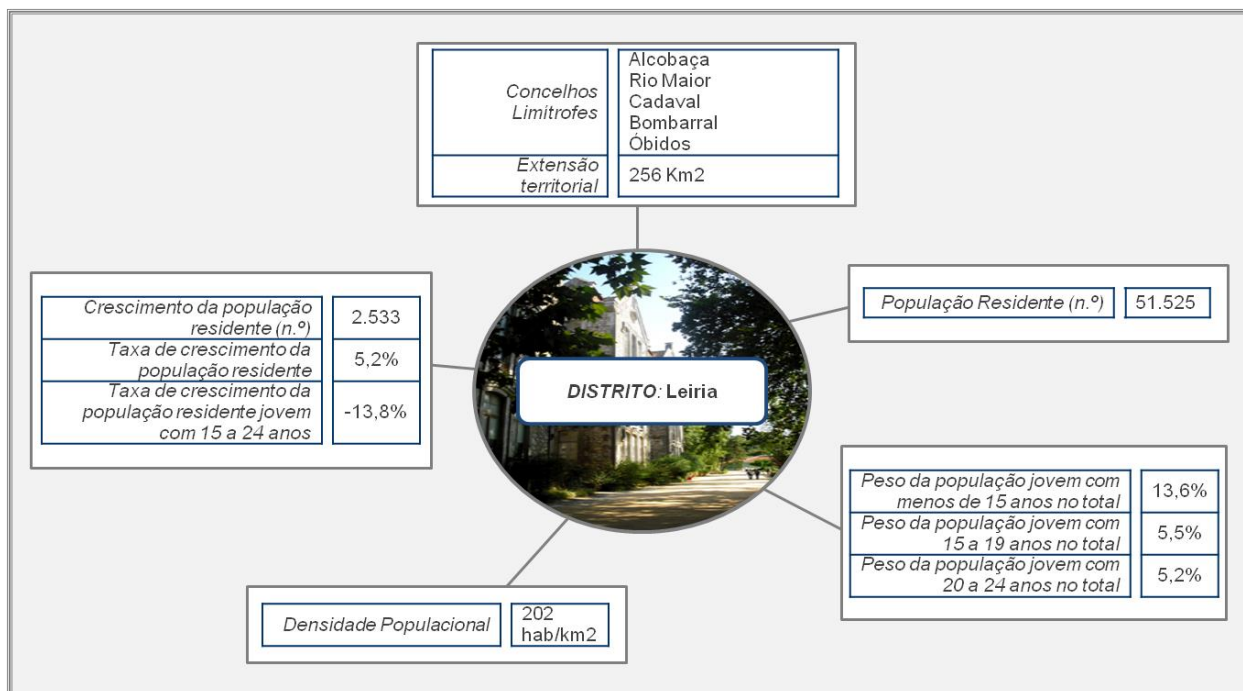 Concelhos
Limitrofes
Alcobaça
Rio Maior
Cadaval
Bombarral
Óbidos
Extensão
territorial
256 Km2
Crescimento da população
residente (n.º)
2.533
Taxa de crescimento da
população residente
5,2%
Taxa de crescimento da
população residente jovem
com 15 a 24 anos
-13,8%
População Residente (n.º)
51.525
DISTRITO: Leiria
Peso da população jovem com
menos de 15 anos no total
13,6%
Peso da população jovem com
15 a 19 anos no total
5,5%
Peso da população jovem com
20 a 24 anos no total
5,2%
Densidade Populacional
202
hab/km2